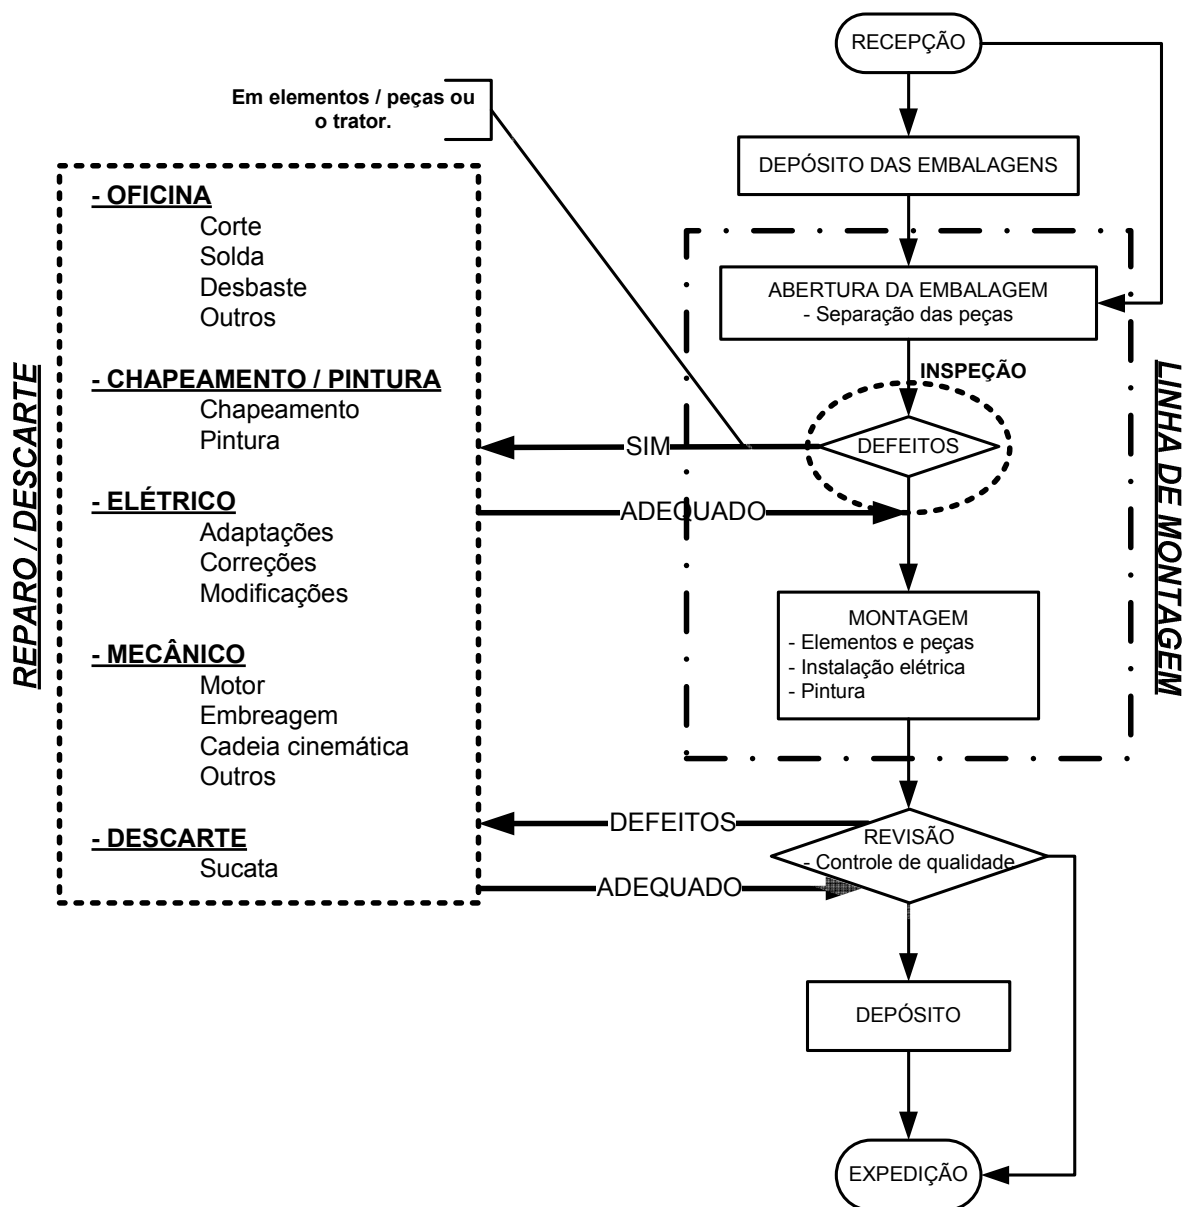 RECEPÇÃO
Em elementos / peças ou
o trator.
DEPÓSITO DAS EMBALAGENS
- OFICINA
Corte
Solda
Desbaste
Outros
- CHAPEAMENTO / PINTURA
Chapeamento
Pintura
- ELÉTRICO
Adaptações
Correções
Modificações
- MECÂNICO
Motor
Embreagem
Cadeia cinemática
Outros
- DESCARTE
Sucata
REPARO / DESCARTE
ABERTURA DA EMBALAGEM
- Separação das peças
INSPEÇÃO
DEFEITOS
SIM
ADEQUADO
LINHA DE MONTAGEM
MONTAGEM
- Elementos e peças
- Instalação elétrica
- Pintura
DEFEITOS
REVISÃO
- Controle de qualidade
ADEQUADO
DEPÓSITO
EXPEDIÇÃO